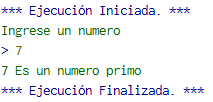 *** Ejecución Iniciada. ***
Ingrese un numero
> 7
7 Es un numero primo
*** Ejecución Finalizada. ***